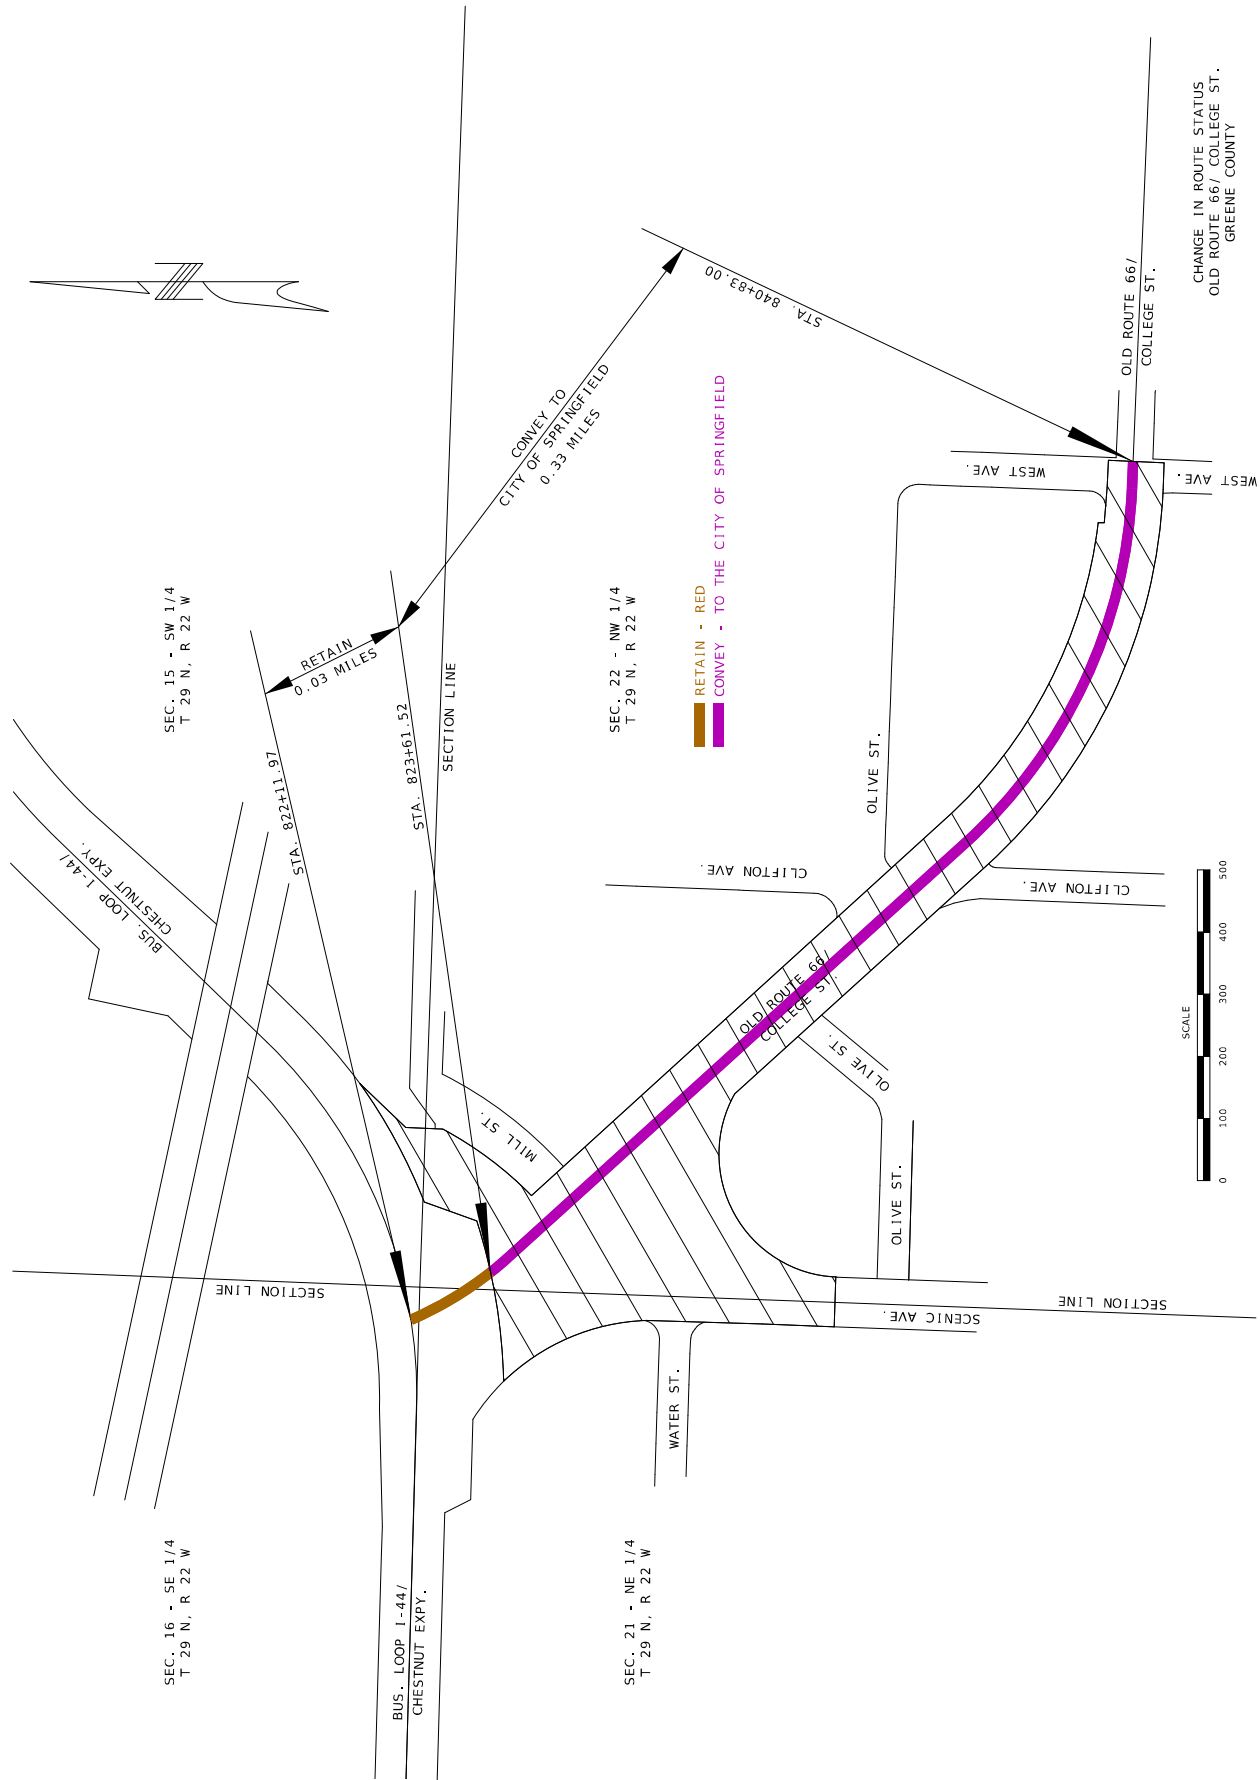 CHANGE IN ROUTE STATUS
OLD ROUTE 66/ COLLEGE ST.
GREENE COUNTY
SEC. 16 - SE 1/4
T 29 N, R 22 W
SEC. 15 - SW 1/4
T 29 N, R 22 W
BUS. LOOP I-44/
CHESTNUT EXPY.
STA. 822+11.97
RETAIN
0.03 MILES
STA. 823+61.52
CONVEY TO
CITY OF SPRINGFIELD
0.33 MILES
STA. 840+83.00
SECTION LINE
SECTION LINE
BUS. LOOP I-44/
CHESTNUT EXPY.
MILL ST.
SEC. 21 - NE 1/4
T 29 N, R 22 W
SEC. 22 - NW 1/4
T 29 N, R 22 W
RETAIN - RED
CONVEY - TO THE CITY OF SPRINGFIELD
WATER ST.
CLIFTON AVE.
OLD ROUTE 66/
COLLEGE ST.
OLIVE ST.
OLIVE ST.
OLIVE ST.
WEST AVE.
SCENIC AVE.
SECTION LINE
CLIFTON AVE.
OLD ROUTE 66/
COLLEGE ST.
WEST AVE.
SCALE
0 100 200 300 400 500